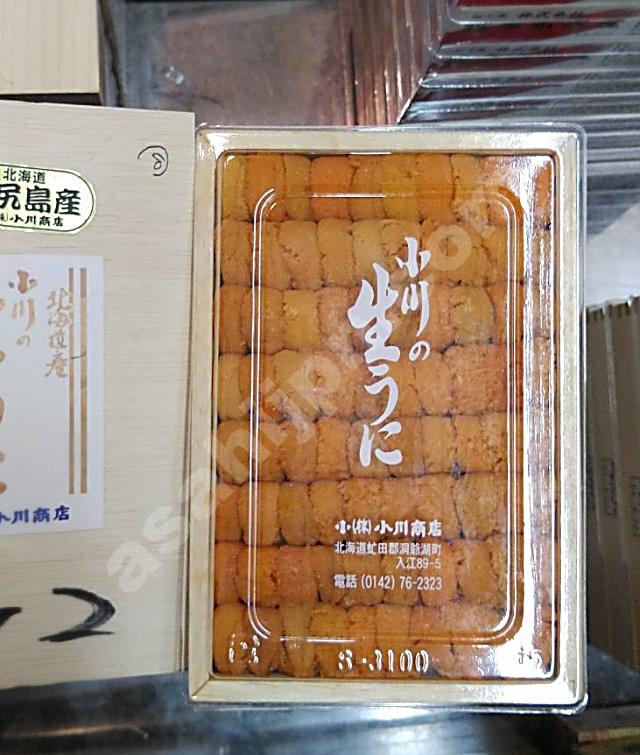 ⑧
北海道
尻島産
㈱小川商店
北海道産
小川の
小川商店
小川の
生うに
(株)小川商店
北海道虻田郡洞爺湖町
入江89-5
電話 (0142) 76-2323
S-3100